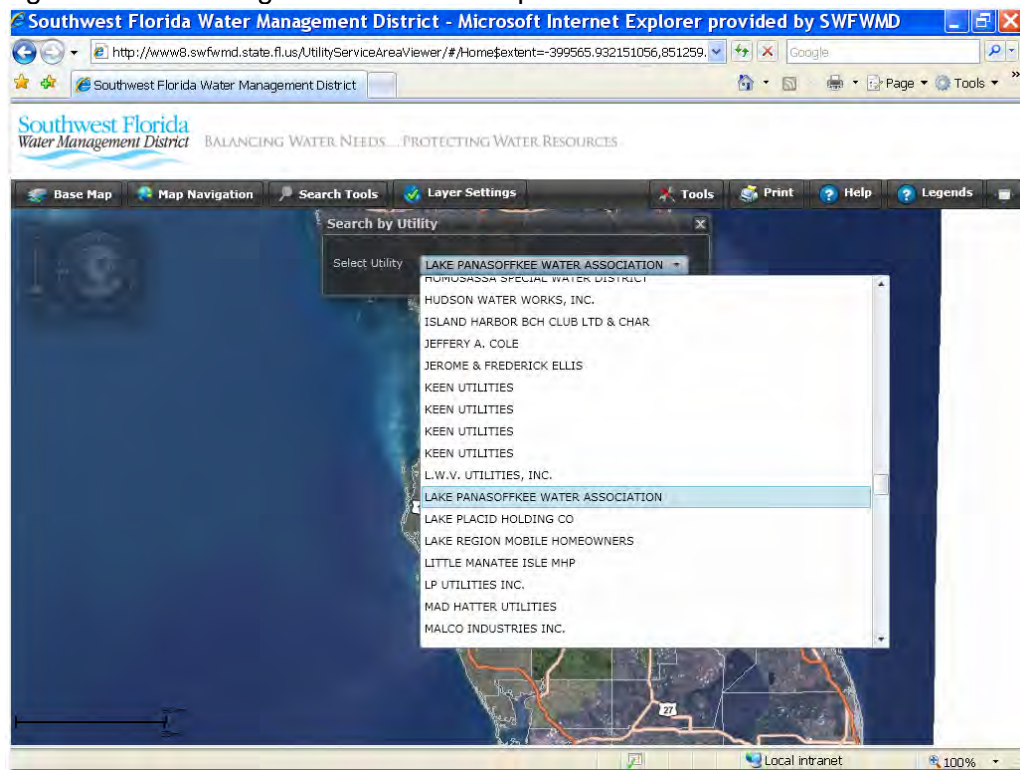 Southwest Florida Water Management District - Microsoft Internet Explorer provided by SWFWMD
http://www8.swfwmd.state.fl.us/UtilityServiceAreaViewer/#/Home$extent=-399565.932151056,851259.
Google
Southwest Florida Water Management District
Page
Tools
Southwest Florida
Water Management District
BALANCING WATER NEEDS... PROTECTING WATER RESOURCES
Base Map
Map Navigation
Search Tools
Layer Settings
Tools
Print
Help
Legends
Search by Utility
Select Utility
LAKE PANASOFFKEE WATER ASSOCIATION
HOMOSASSA SPECIAL WATER DISTRICT
HUDSON WATER WORKS, INC.
ISLAND HARBOR BCH CLUB LTD & CHAR
JEFFERY A. COLE
JEROME & FREDERICK ELLIS
KEEN UTILITIES
KEEN UTILITIES
KEEN UTILITIES
KEEN UTILITIES
L.W.V. UTILITIES, INC.
LAKE PANASOFFKEE WATER ASSOCIATION
LAKE PLACID HOLDING CO
LAKE REGION MOBILE HOMEOWNERS
LITTLE MANATEE ISLE MHP
LP UTILITIES INC.
MAD HATTER UTILITIES
MALCO INDUSTRIES INC.
27
Local intranet
100%